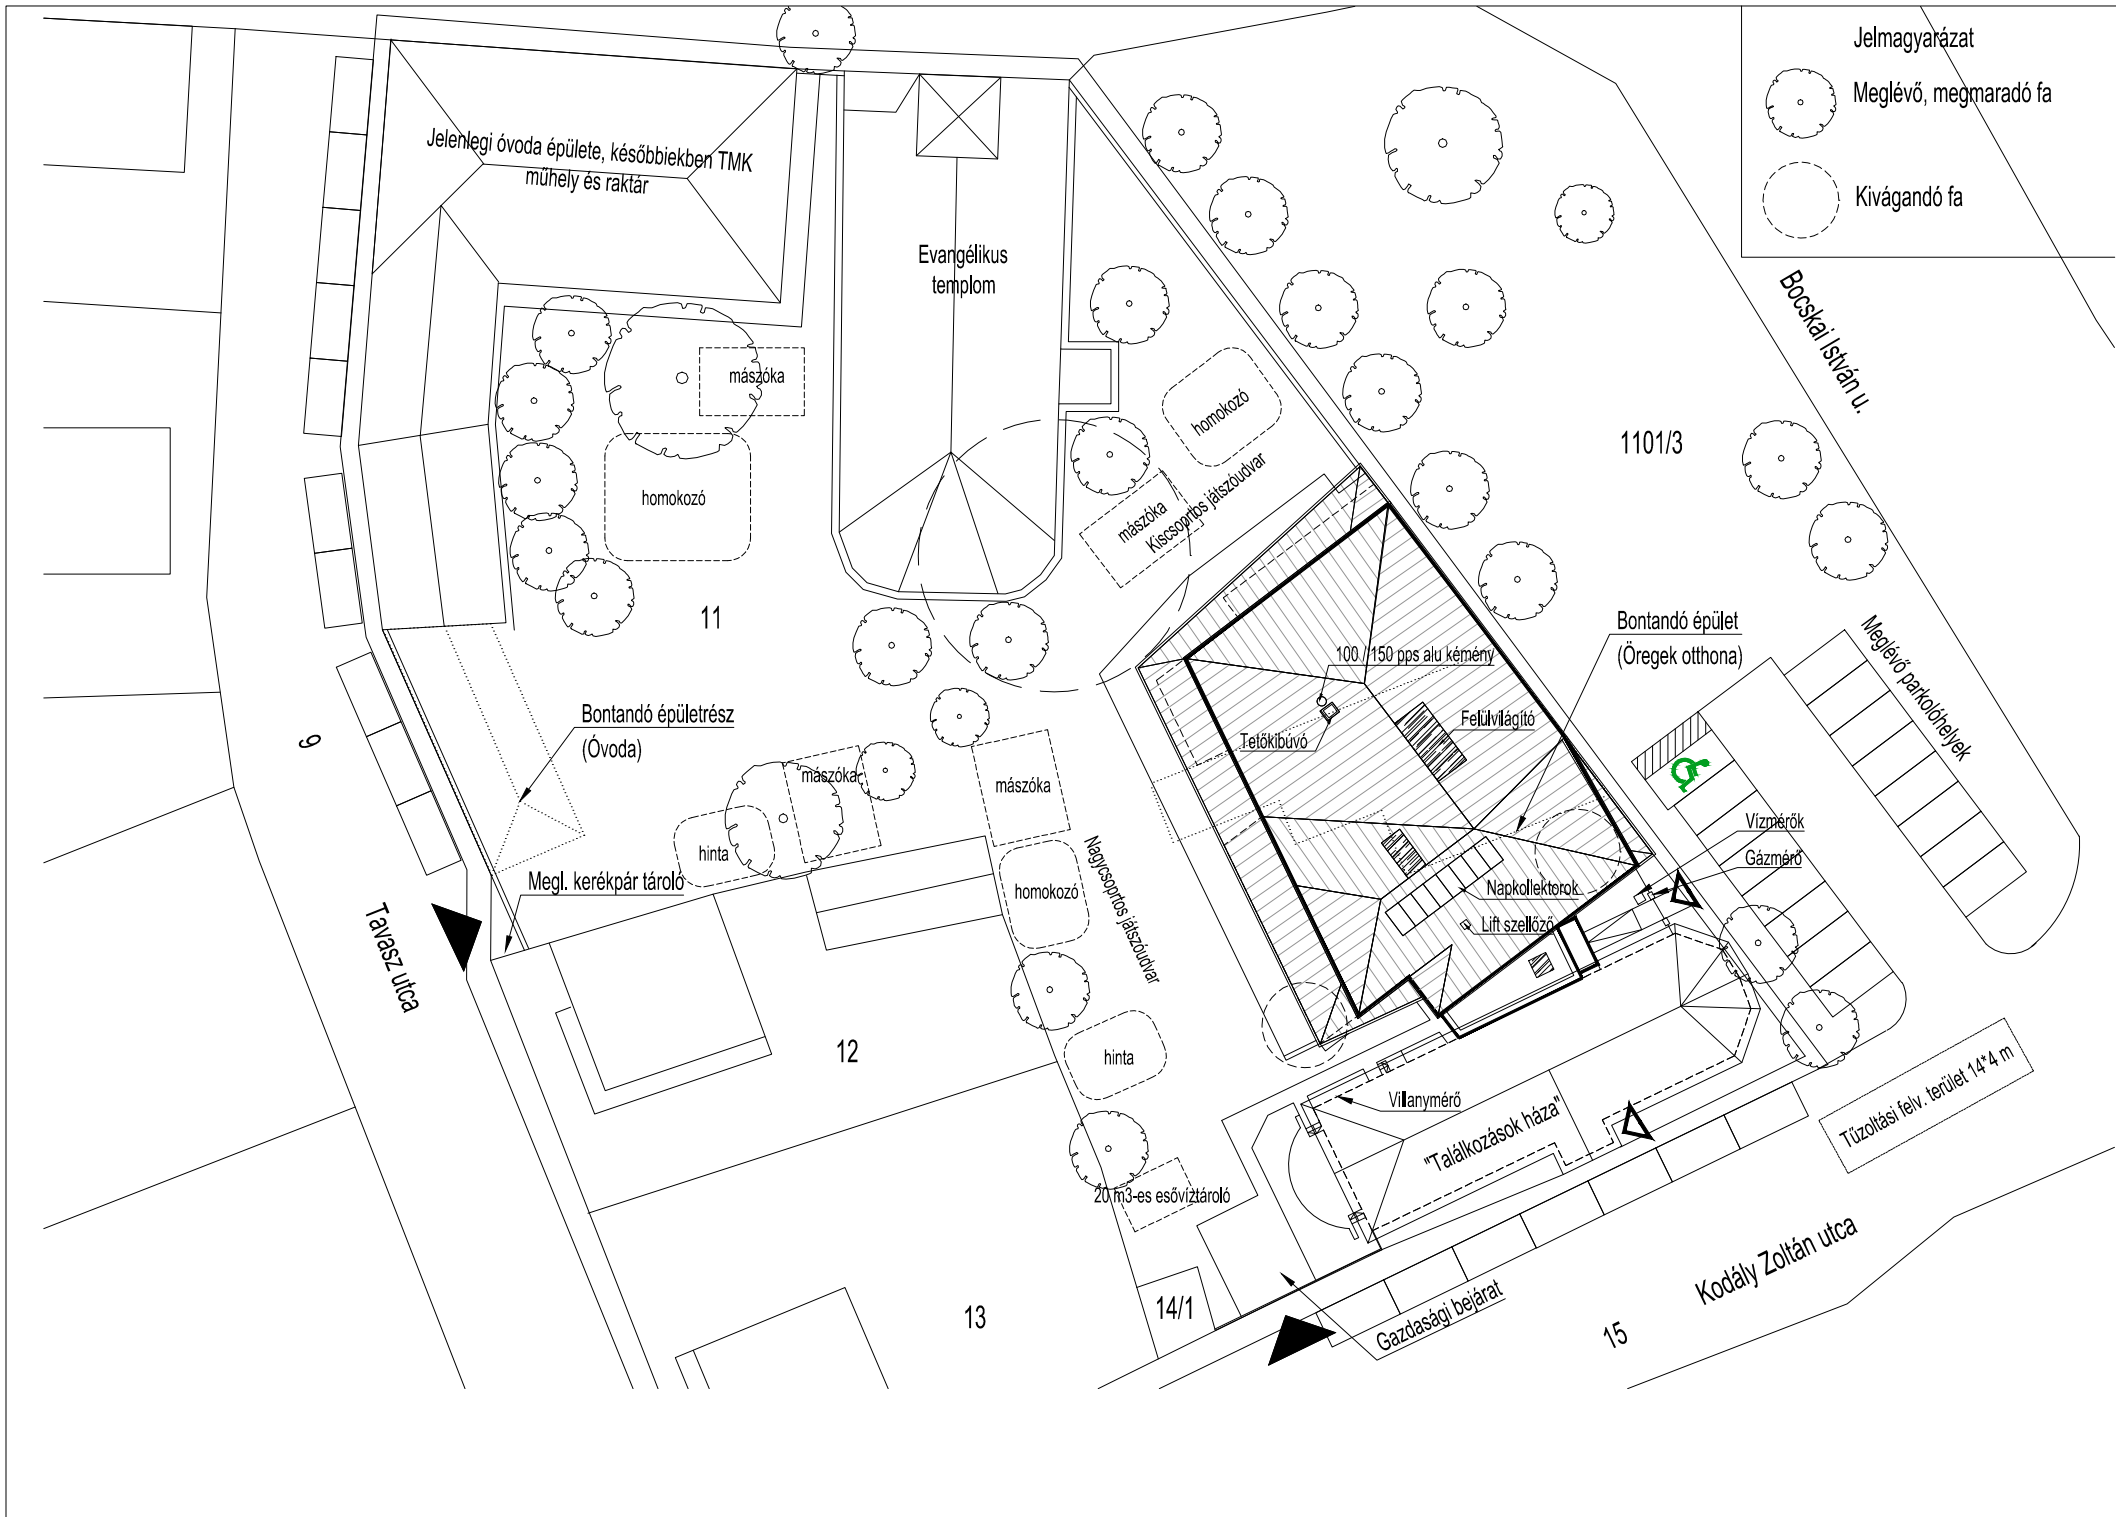 Jelmagyarázat
Meglévő, megmaradó fa
Kivágandó fa
Jelenlegi óvoda épülete, későbbiekben TMK
műhely és raktár
Evangélikus
templom
Bocskai István u.
1101/3
mászóka
homokozó
homokozó
mászóka
Kiscsoprtos játszóudvar
11
Bontandó épület
(Öregek otthona)
100 / 150 pps alu kémény
Meglévő parkolóhelyek
Felülvilágító
Tetőkibúvó
Bontandó épületrész
(Óvoda)
9
mászóka
mászóka
hinta
Vízmérők
Gázmérő
Megl. kerékpár tároló
homokozó
Nagycsoprtos játszóudvar
Napkollektorok
Lift szellőző
Tavasz utca
12
hinta
Villanymérő
"Találkozások háza"
Tűzoltási felv. terület 14*4 m
20 m3-es esővíztároló
Kodály Zoltán utca
13
14/1
Gazdasági bejárat
15